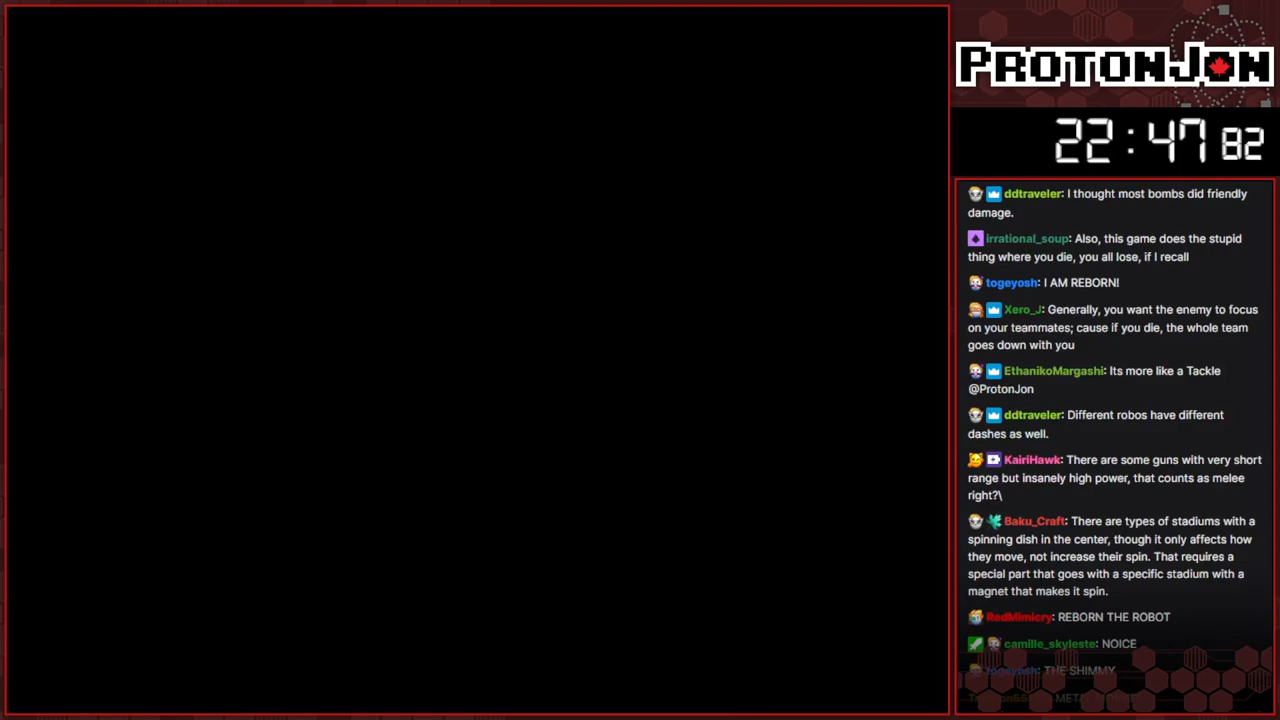 PROTONJON
22:47 82
ddtraveler: I thought most bombs did friendly
damage.
irrational_soup: Also, this game does the stupid
thing where you die, you all lose, if I recall
togeyosh: I AM REBORN!
Xero_J: Generally, you want the enemy to focus
on your teammates; cause if you die, the whole team
goes down with you
EthanikoMargashi: Its more like a Tackle
@ProtonJon
ddtraveler: Different robos have different
dashes as well.
KairiHawk: There are some guns with very short
range but insanely high power, that counts as melee
right?\
Baku_Craft: There are types of stadiums with a
spinning dish in the center, though it only affects how
they move, not increase their spin. That requires a
special part that goes with a specific stadium with a
magnet that makes it spin.
RedMimicry: REBORN THE ROBOT
camille_skyleste: NOICE
togeyosh: THE SHIMMY